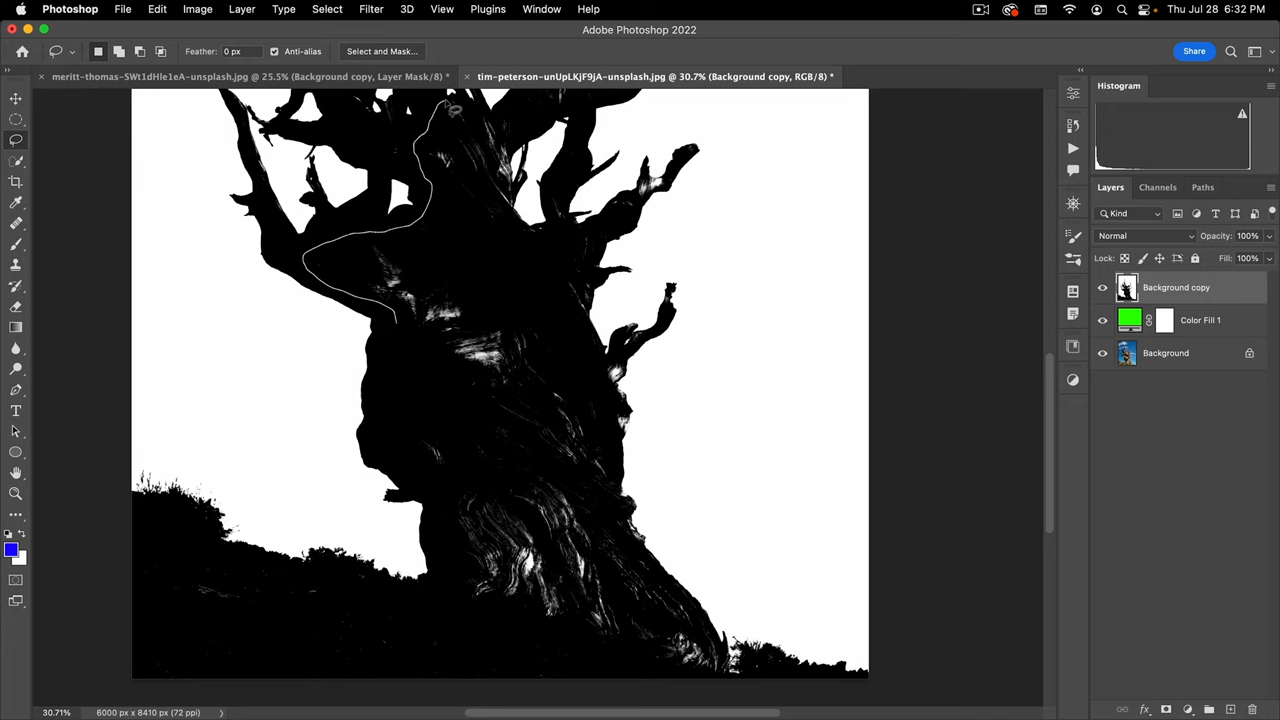 Photoshop File Edit Image Layer Type Select Filter 3D View Plugins Window Help Thu Jul 28 6:32 PM
Adobe Photoshop 2022
Feather: 0 px Anti-alias Select and Mask... Share
× meritt-thomas-SWt1dHle1eA-unsplash.jpg @ 25.5% (Background copy, Layer Mask/8) * × tim-peterson-unUpLKjF9jA-unsplash.jpg @ 30.7% (Background copy, RGB/8) *
Histogram
Layers Channels Paths
Kind
Normal Opacity: 100%
Lock: Fill: 100%
Background copy
Color Fill 1
Background
30.71% 6000 px x 8410 px (72 ppi)